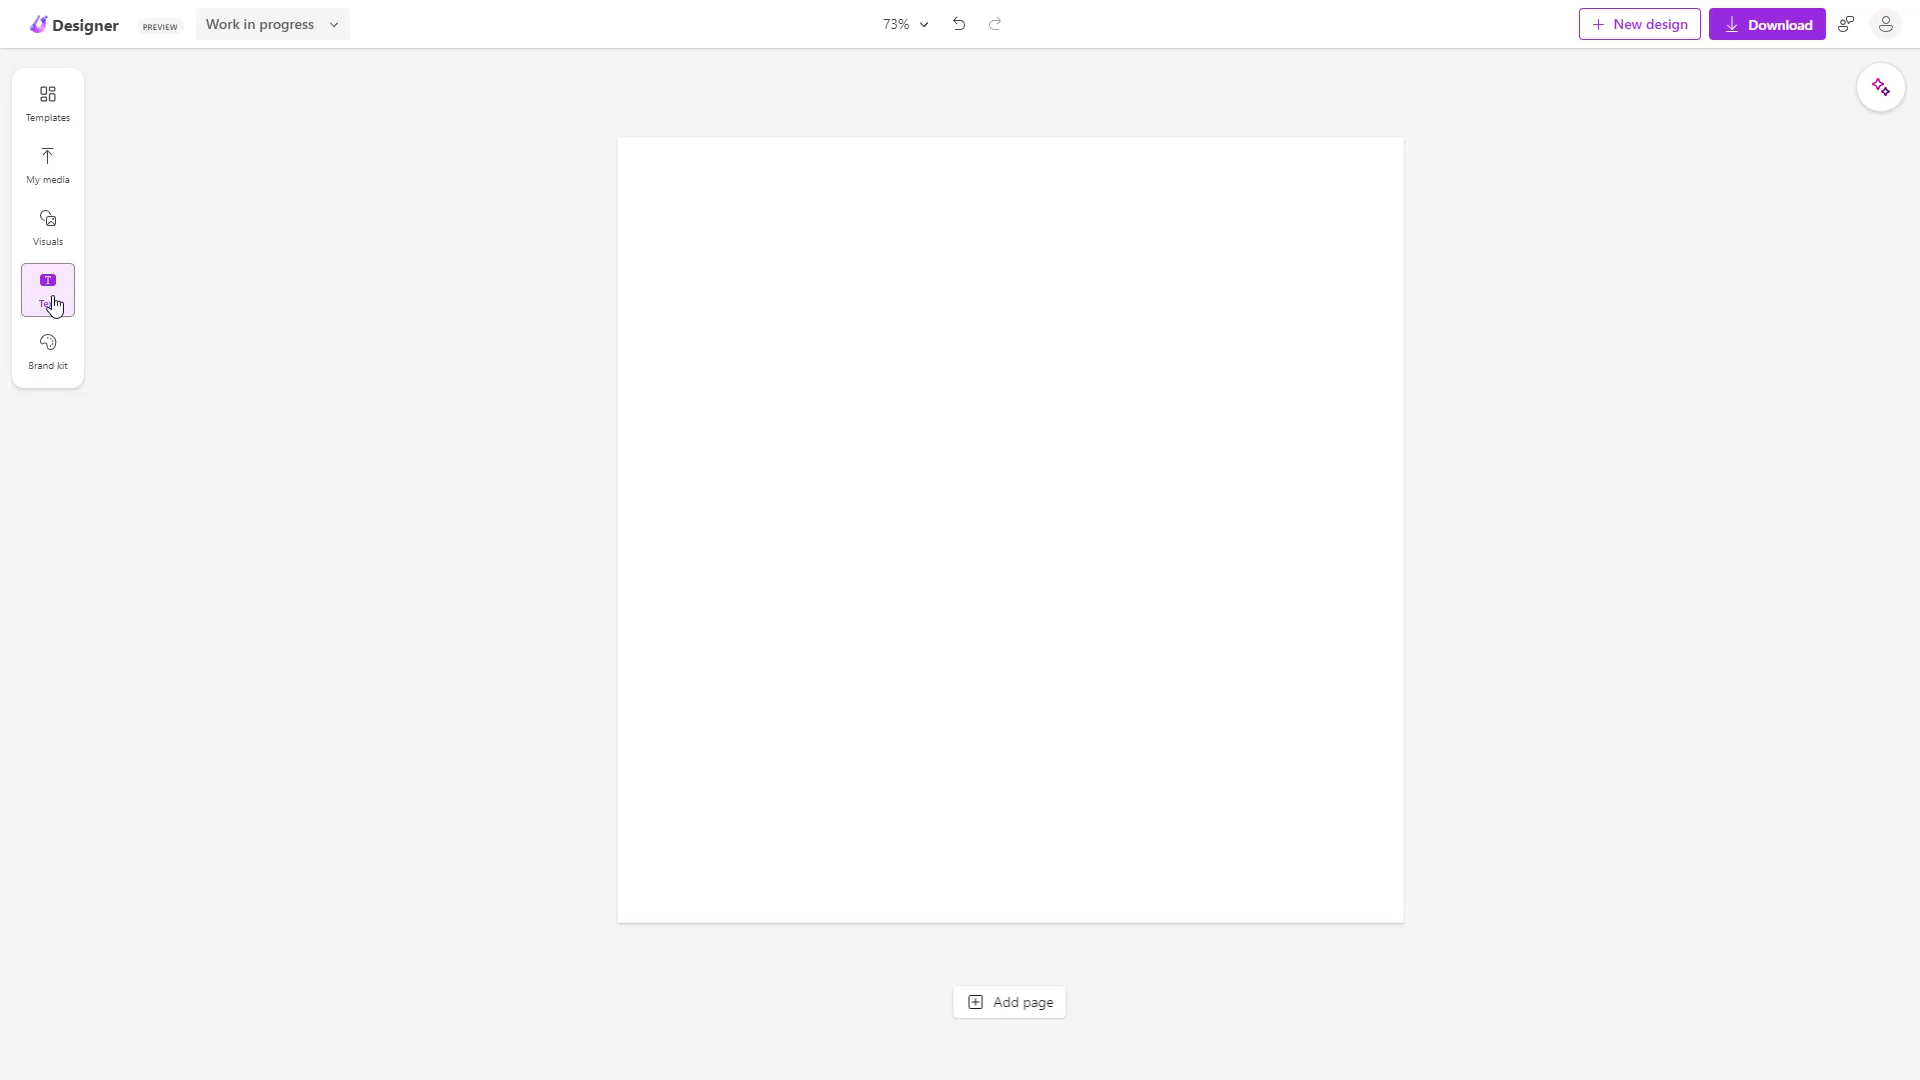 Designer PREVIEW Work in progress 73% New design Download
Templates
My media
Visuals
T
Brand kit
Add page